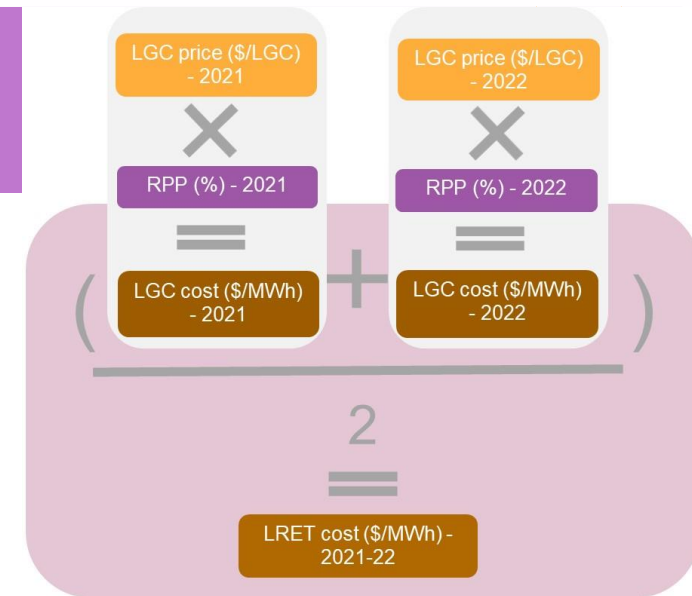 LGC price ($/LGC)
- 2021
×
RPP (%) - 2021
=
LGC cost ($/MWh)
- 2021
LGC price ($/LGC)
- 2022
×
RPP (%) - 2022
=
LGC cost ($/MWh)
- 2022
( + )
2
=
LRET cost ($/MWh) -
2021-22